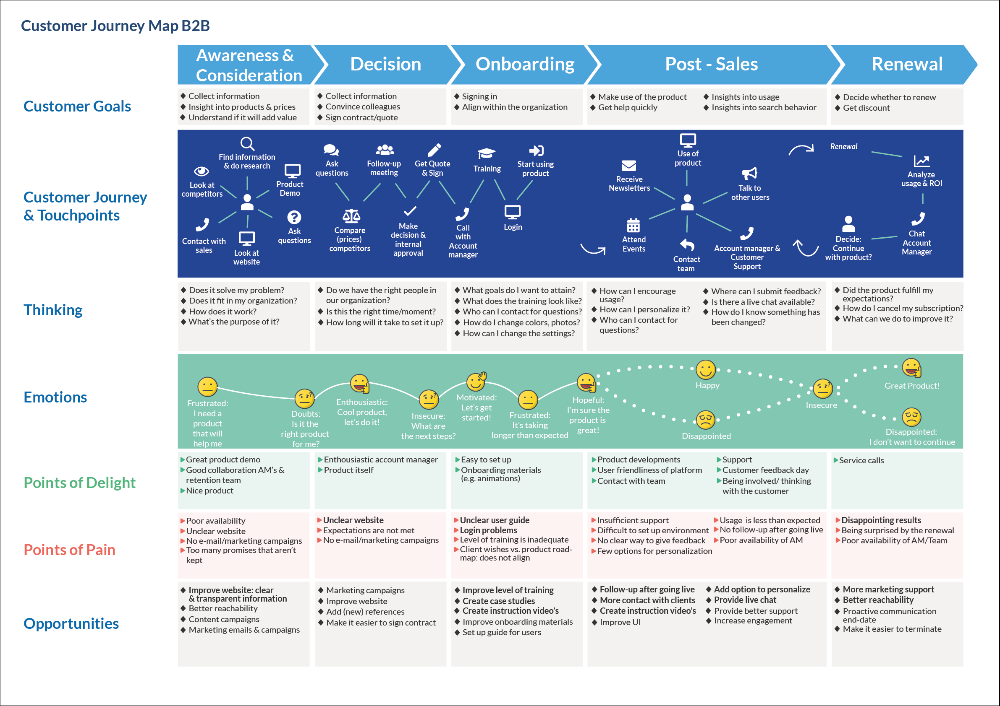 Customer Journey Map B2B
Awareness &
Consideration
Decision
Onboarding
Post - Sales
Renewal
Customer Goals
Collect information
Insight into products & prices
Understand if it will add value
Collect information
Convince colleagues
Sign contract/quote
Signing in
Align within the organization
Make use of the product
Get help quickly
Insights into usage
Insights into search behavior
Decide whether to renew
Get discount
Customer Journey
& Touchpoints
Find information
& do research
Look at
competitors
Product
Demo
Contact with
sales
Look at
website
Ask
questions
Ask
questions
Follow-up
meeting
Get Quote
& Sign
Training
Start using
product
Compare
(prices)
competitors
Make
decision &
internal
approval
Call
with
Account
manager
Login
Use of
product
Receive
Newsletters
Talk to
other users
Attend
Events
Contact
team
Account manager &
Customer
Support
Renewal
Analyze
usage & ROI
Chat
Account
Manager
Decide:
Continue
with product?
Thinking
Does it solve my problem?
Does it fit in my organization?
How does it work?
What's the purpose of it?
Do we have the right people in
our organization?
Is this the right time/moment?
How long will it take to set it up?
What goals do I want to attain?
What does the training look like?
Who can I contact for questions?
How do I change colors, photos?
How can I change the settings?
How can I encourage
usage?
How can I personalize it?
Who can I contact for
questions?
Where can I submit feedback?
Is there a live chat available?
How do I know something has
been changed?
Did the product fulfill my
expectations?
How do I cancel my subscription?
What can we do to improve it?
Emotions
Frustrated:
I need a
product
that will
help me
Doubts:
Is it the
right product
for me?
Enthousiastic:
Cool product,
let's do it!
Insecure:
What are
the next steps?
Motivated:
Let's get
started!
Frustrated:
It's taking
longer than expected
Hopeful:
I'm sure the
product is
great!
Happy
Disappointed
Insecure
Great Product!
Disappointed:
I don't want to continue
Points of Delight
Great product demo
Good collaboration AM's &
retention team
Nice product
Enthousiastic account manager
Product itself
Easy to set up
Onboarding materials
(e.g. animations)
Product developments
User friendliness of platform
Contact with team
Support
Customer feedback day
Being involved/ thinking
with the customer
Service calls
Points of Pain
Poor availability
Unclear website
No e-mail/marketing campaigns
Too many promises that aren't
kept
Unclear website
Expectations are not met
No e-mail/marketing campaigns
Unclear user guide
Login problems
Level of training is inadequate
Client wishes vs. product road-
map: does not align
Insufficient support
Difficult to set up environment
No clear way to give feedback
Few options for personalization
Usage is less than expected
No follow-up after going live
Poor availability of AM
Disappointing results
Being surprised by the renewal
Poor availability of AM/Team
Opportunities
Improve website: clear
& transparent information
Better reachability
Content campaigns
Marketing emails & campaigns
Marketing campaigns
Improve website
Add (new) references
Make it easier to sign contract
Improve level of training
Create case studies
Create instruction video's
Improve onboarding materials
Set up guide for users
Follow-up after going live
More contact with clients
Create instruction video's
Improve UI
Add option to personalize
Provide live chat
Provide better support
Increase engagement
More marketing support
Better reachability
Proactive communication
end-date
Make it easier to terminate